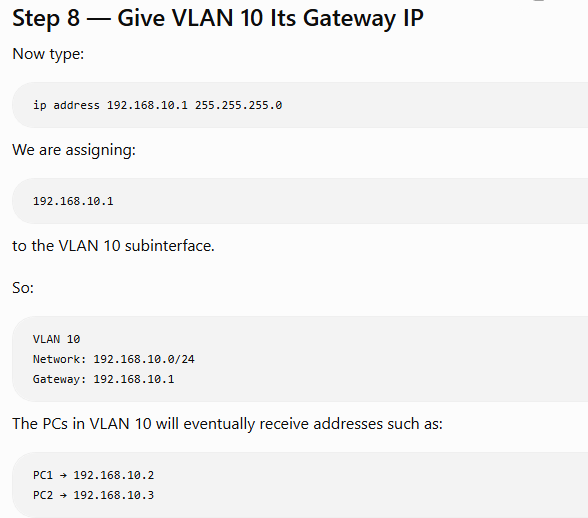 Step 8 — Give VLAN 10 Its Gateway IP
Now type:
ip address 192.168.10.1 255.255.255.0
We are assigning:
192.168.10.1
to the VLAN 10 subinterface.
So:
VLAN 10
Network: 192.168.10.0/24
Gateway: 192.168.10.1
The PCs in VLAN 10 will eventually receive addresses such as:
PC1 → 192.168.10.2
PC2 → 192.168.10.3